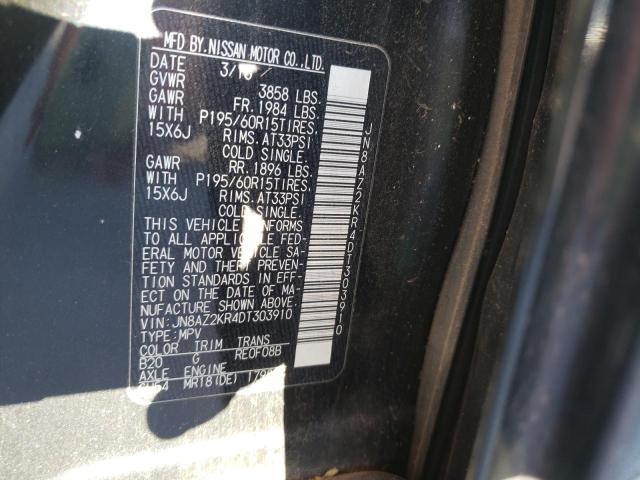 MFD BY.NISSAN MOTOR CO.,LTD.
DATE
GVWR 3858 LBS.
GAWR FR. 1984 LBS.
WITH P195/60R15TIRES,
15X6J RIMS,AT33PSI
COLD SINGLE.
GAWR RR. 1896 LBS.
WITH P195/60R15TIRES,
15X6J RIMS,AT33PSI
COLD SINGLE.
THIS VEHICLE CONFORMS
TO ALL APPLICABLE FED-
ERAL MOTOR VEHICLE SA-
FETY AND THEFT PREVEN-
TION STANDARDS IN EFF-
ECT ON THE DATE OF MA-
NUFACTURE SHOWN ABOVE.
VIN: JN8AZ2KR4DT303910
TYPE:MPV
COLOR TRIM TRANS
B20 G RE0F08B
AXLE ENGINE
MR18(DE)
JN8AZ2KR4DT303910